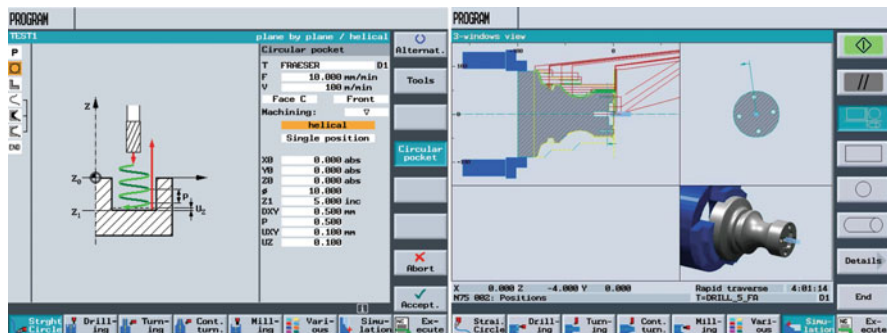 PROGRAM
TEST1
plane by plane / helical
P
END
Z
Z0
Z1
P
UZ
Circular pocket
T FRAESER D1
F 10.000 mm/min
V 100 m/min
Face C Front
Machining: ▽
helical
Single position
X0 0.000 abs
Y0 0.000 abs
Z0 0.000 abs
ø 10.000
Z1 5.000 inc
DXY 0.500 mm
P 0.500
UXY 0.100 mm
UZ 0.100
Alternat.
Tools
Circular
pocket
Abort
Accept.
Strght
Circle
Drill-
ing
Turn-
ing
Cont.
turn.
Mill-
ing
Vari-
ous
Simu-
lation
Ex-
ecute
PROGRAM
3-windows view
X 0.000 Z -4.000 Y 0.000
Rapid traverse 4:01:14
N75 002: Positions
T=DRILL_5_FA D1
Details
End
Strai.
Circle
Drill-
ing
Turn-
ing
Cont.
turn.
Mill-
ing
Vari-
ous
Simu-
lation
Ex-
ecute